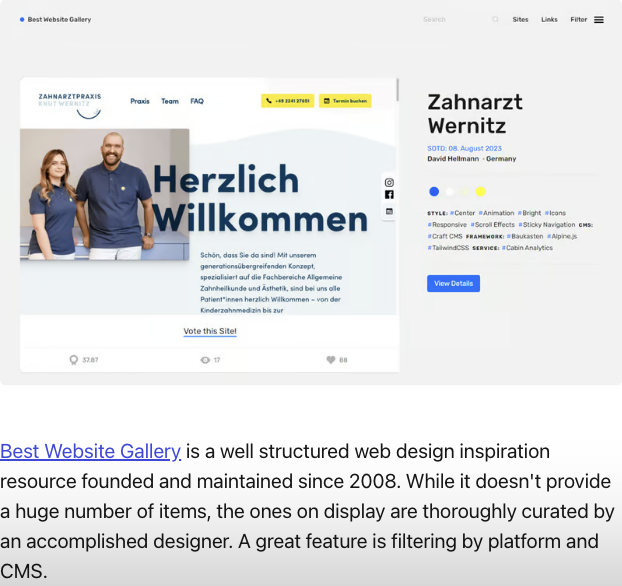 Best Website Gallery
Search
Sites
Links
Filter
ZAHNARZTPRAXIS
KNUT WERNITZ
Praxis
Team
FAQ
Termin buchen
Herzlich
Willkommen
Schön, dass Sie da sind! Mit unserem
generationsübergreifenden Konzept,
spezialisiert auf die Fachbereiche Allgemeine
Zahnheilkunde und Ästhetik, sind bei uns alle
Patient*innen herzlich Willkommen – von der
Kinderzahnmedizin bis zur
Vote this Site!
37.87
17
88
Zahnarzt
Wernitz
SOTD: 08. August 2023
David Hellmann - Germany
STYLE: #Center #Animation #Bright #Icons
#Responsive #Scroll Effects #Sticky Navigation CMS:
#Craft CMS FRAMEWORK: #Baukasten #Alpine.js
#TailwindCSS SERVICE: #Cabin Analytics
View Details
Best Website Gallery is a well structured web design inspiration
resource founded and maintained since 2008. While it doesn't provide
a huge number of items, the ones on display are thoroughly curated by
an accomplished designer. A great feature is filtering by platform and
CMS.